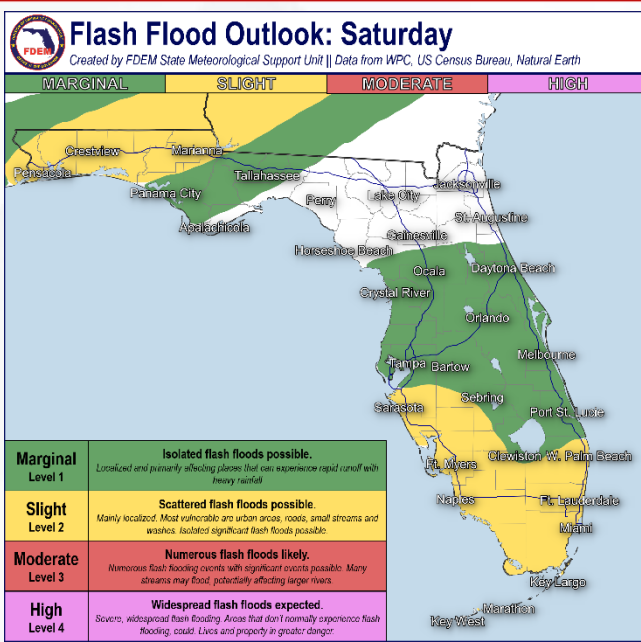 FDEM
Flash Flood Outlook: Saturday
Created by FDEM State Meteorological Support Unit || Data from WPC, US Census Bureau, Natural Earth
MARGINAL SLIGHT MODERATE HIGH
Crestview
Marianna
Pensacola
Tallahassee
Panama City
Apalachicola
Perry
Lake City
Jacksonville
St. Augustine
Gainesville
Horseshoe Beach
Ocala
Daytona Beach
Crystal River
Orlando
Tampa
Bartow
Melbourne
Sebring
Sarasota
Port St. Lucie
Clewiston
W. Palm Beach
Ft. Myers
Naples
Ft. Lauderdale
Miami
Key Largo
Marathon
Key West
Marginal
Level 1
Isolated flash floods possible.
Localized and primarily affecting places that can experience rapid runoff with
heavy rainfall
Slight
Level 2
Scattered flash floods possible.
Mainly localized. Most vulnerable are urban areas, roads, small streams and
washes. Isolated significant flash floods possible.
Moderate
Level 3
Numerous flash floods likely.
Numerous flash flooding events with significant events possible. Many
streams may flood, potentially affecting larger rivers.
High
Level 4
Widespread flash floods expected.
Severe, widespread flash flooding. Areas that don't normally experience flash
flooding, could. Lives and property in greater danger.